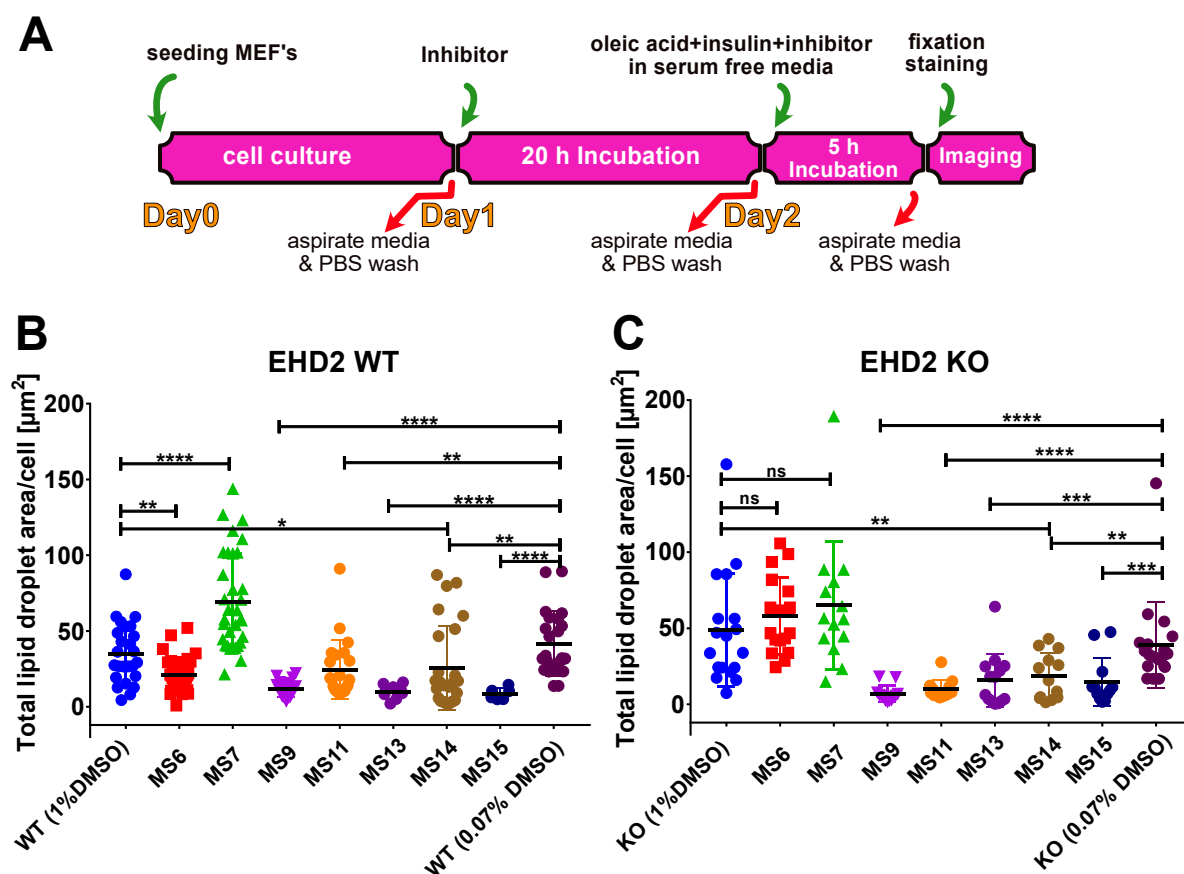 A
seeding MEF's
Inhibitor
oleic acid+insulin+inhibitor
in serum free media
fixation
staining
cell culture
20 h Incubation
5 h
Incubation
Imaging
Day0
Day1
Day2
aspirate media
& PBS wash
aspirate media
& PBS wash
aspirate media
& PBS wash
B
EHD2 WT
Total lipid droplet area/cell [µm²]
200
150
100
50
0
****
**
****
****
**
*
**
****
WT (1%DMSO)
MS6
MS7
MS9
MS11
MS13
MS14
MS15
WT (0.07% DMSO)
C
EHD2 KO
Total lipid droplet area/cell [µm²]
200
150
100
50
0
****
****
ns
***
ns
**
**
***
KO (1%DMSO)
MS6
MS7
MS9
MS11
MS13
MS14
MS15
KO (0.07% DMSO)